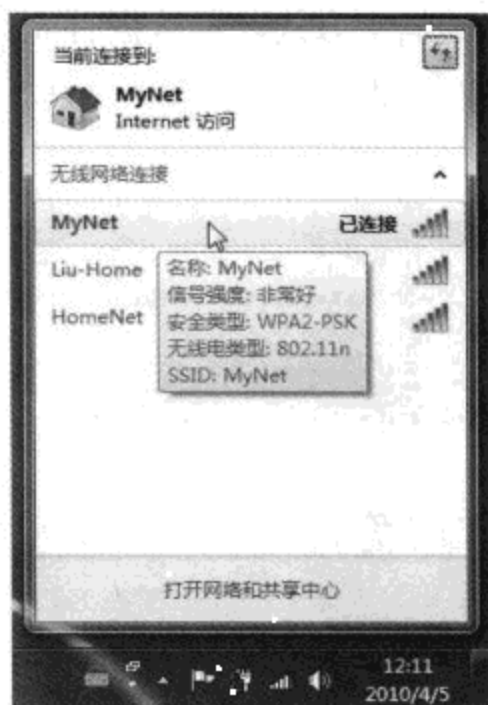 当前连接到:
MyNet
Internet 访问
无线网络连接
MyNet 已连接
Liu-Home
HomeNet
名称: MyNet
信号强度: 非常好
安全类型: WPA2-PSK
无线电类型: 802.11n
SSID: MyNet
打开网络和共享中心
12:11
2010/4/5